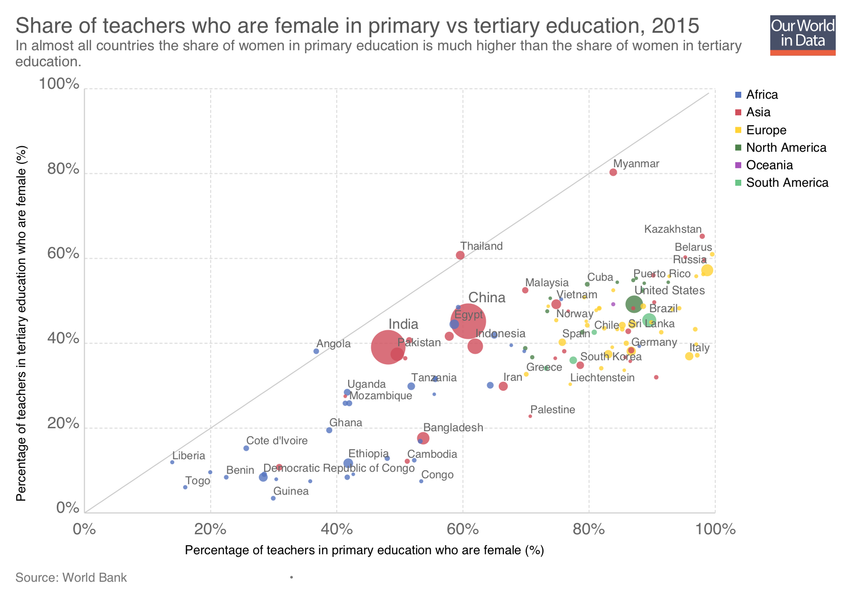 Share of teachers who are female in primary vs tertiary education, 2015
In almost all countries the share of women in primary education is much higher than the share of women in tertiary
education.
Our World
in Data
Percentage of teachers in tertiary education who are female (%)
100%
80%
60%
40%
20%
0%
0%
20%
40%
60%
80%
100%
Percentage of teachers in primary education who are female (%)
Africa
Asia
Europe
North America
Oceania
South America
Myanmar
Kazakhstan
Thailand
Belarus
Russia
Puerto Rico
Cuba
Malaysia
United States
Vietnam
China
Brazil
Egypt
Norway
India
Chile
Sri Lanka
Indonesia
Spain
Pakistan
Angola
Germany
Italy
South Korea
Greece
Uganda
Tanzania
Iran
Liechtenstein
Mozambique
Palestine
Ghana
Bangladesh
Cote d'Ivoire
Liberia
Ethiopia
Cambodia
Benin
Democratic Republic of Congo
Togo
Congo
Guinea
Source: World Bank